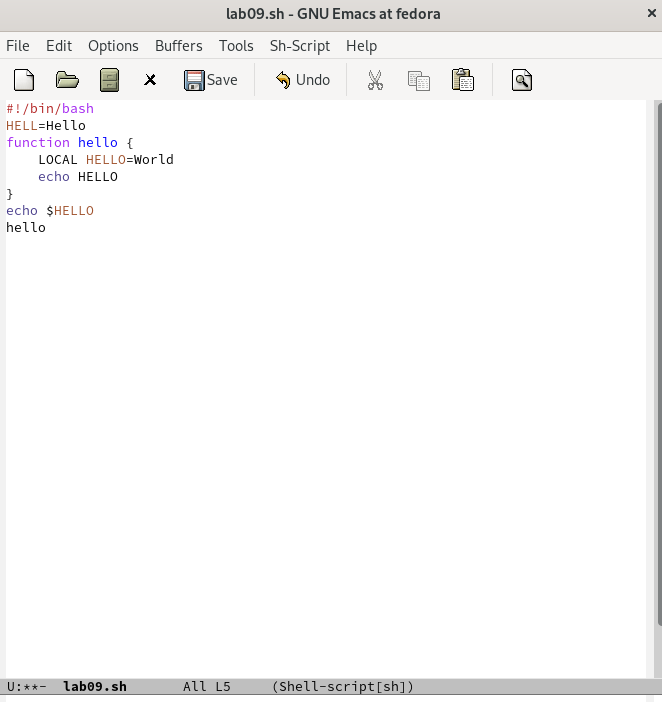 lab09.sh - GNU Emacs at fedora
File Edit Options Buffers Tools Sh-Script Help
Save Undo
#!/bin/bash
HELL=Hello
function hello {
    LOCAL HELLO=World
    echo HELLO
}
echo $HELLO
hello
U:**-  lab09.sh       All L5     (Shell-script[sh])